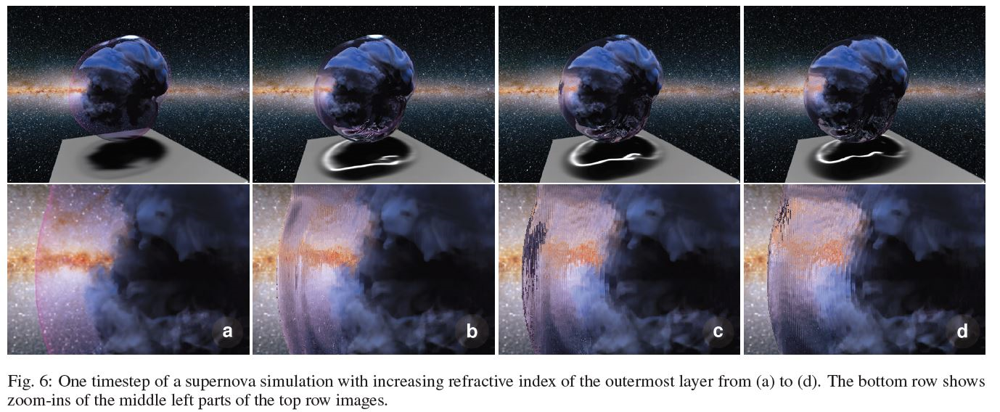 a
b
c
d
Fig. 6: One timestep of a supernova simulation with increasing refractive index of the outermost layer from (a) to (d). The bottom row shows
zoom-ins of the middle left parts of the top row images.